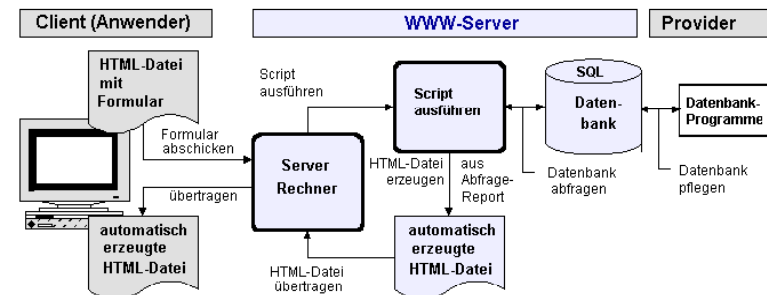 Client (Anwender)
WWW-Server
Provider
HTML-Datei
mit
Formular
Script
ausführen
Script
ausführen
SQL
Daten-
bank
Datenbank-
Programme
Formular
abschicken
Server
Rechner
HTML-Datei
erzeugen
aus
Abfrage-
Report
Datenbank
abfragen
Datenbank
pflegen
übertragen
automatisch
erzeugte
HTML-Datei
automatisch
erzeugte
HTML-Datei
HTML-Datei
übertragen